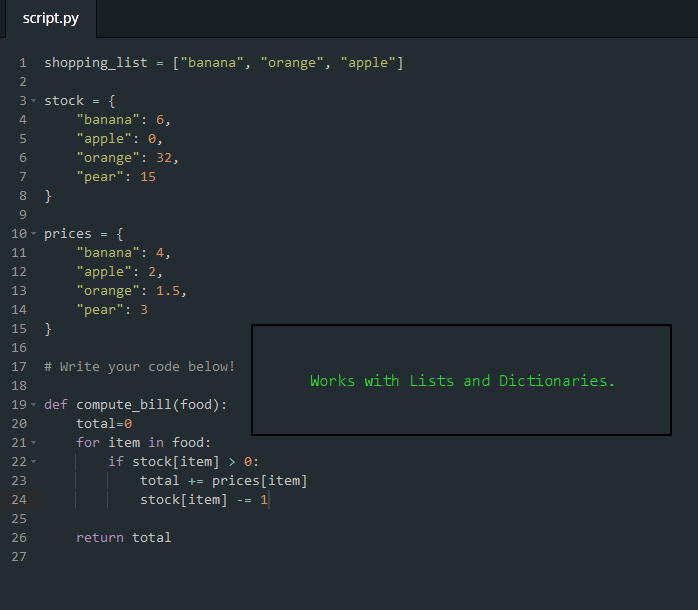 script.py
1 shopping_list = ["banana", "orange", "apple"]
2
3 stock = {
4     "banana": 6,
5     "apple": 0,
6     "orange": 32,
7     "pear": 15
8 }
9
10 prices = {
11     "banana": 4,
12     "apple": 2,
13     "orange": 1.5,
14     "pear": 3
15 }
16
17 # Write your code below!
18
19 def compute_bill(food):
20     total=0
21     for item in food:
22         if stock[item] > 0:
23             total += prices[item]
24             stock[item] -= 1
25
26     return total
27
Works with Lists and Dictionaries.